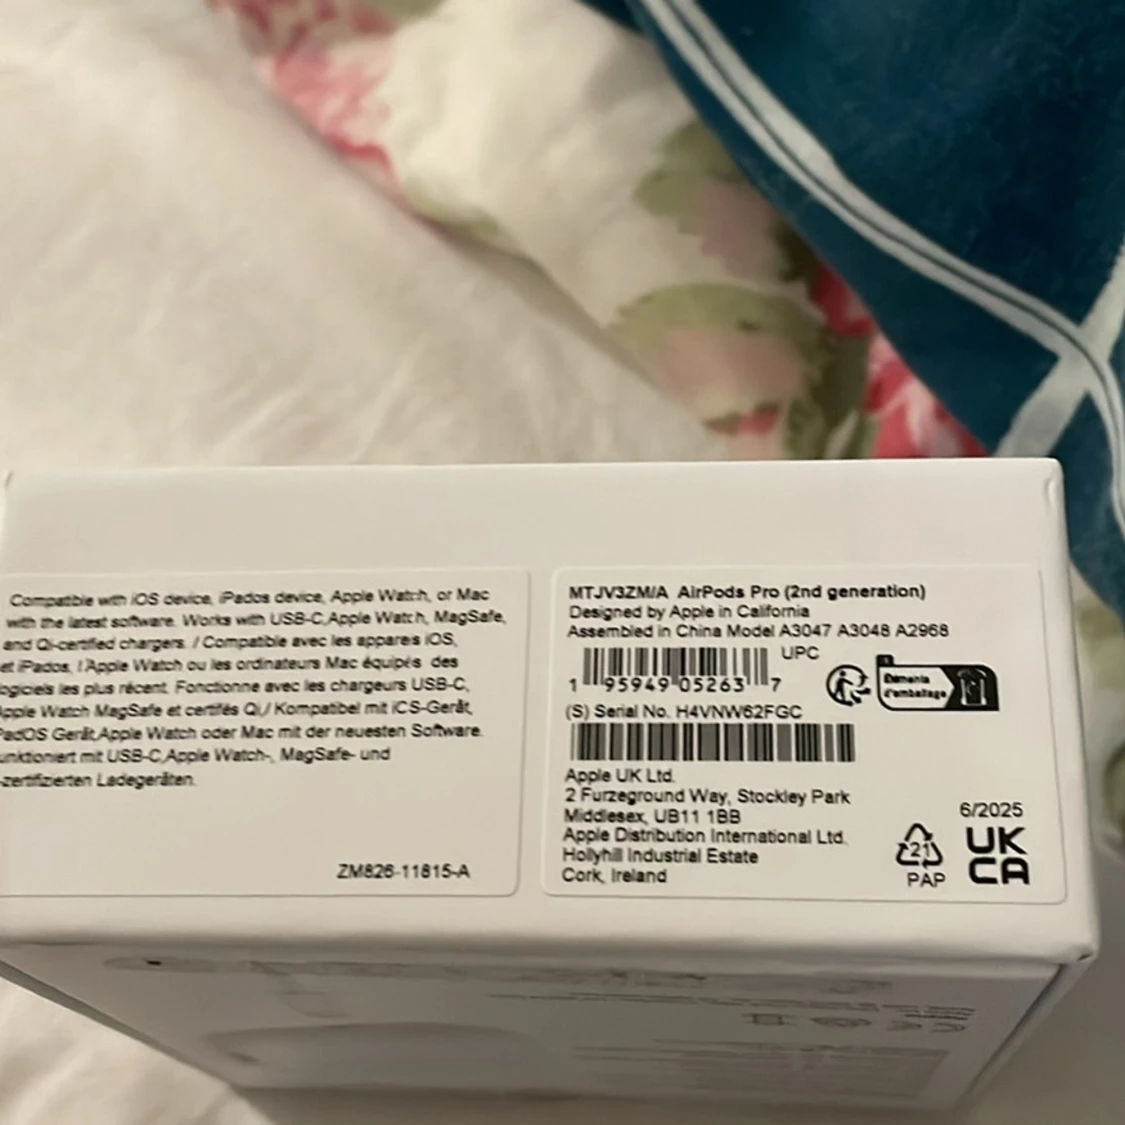 Compatible with iOS device, iPados device, Apple Watch, or Mac
with the latest software. Works with USB-C,Apple Watch, MagSafe,
and Qi-certified chargers. / Compatible avec les appareis iOS,
et iPados, l'Apple Watch ou les ordinateurs Mac équipés des
ogiciels les plus récent. Fonctionne avec les chargeurs USB-C,
Apple Watch MagSafe et certifés Qi,/ Kompatibel mit iCS-Gerät,
PadOS Gerät,Apple Watch oder Mac mit der neuesten Software.
unktioniert mit USB-C,Apple Watch-, MagSafe- und
-zertifizierten Ladegeräten.
ZM826-11815-A
MTJV3ZM/A AirPods Pro (2nd generation)
Designed by Apple in California
Assembled in China Model A3047 A3048 A2968
UPC
1 95949 05263 7
Éléments
d'emballage
(S) Serial No. H4VNW62FGC
Apple UK Ltd.
2 Furzeground Way, Stockley Park
Middlesex, UB11 1BB
Apple Distribution International Ltd.
Hollyhill Industrial Estate
Cork, Ireland
6/2025
21
PAP
UK
CA